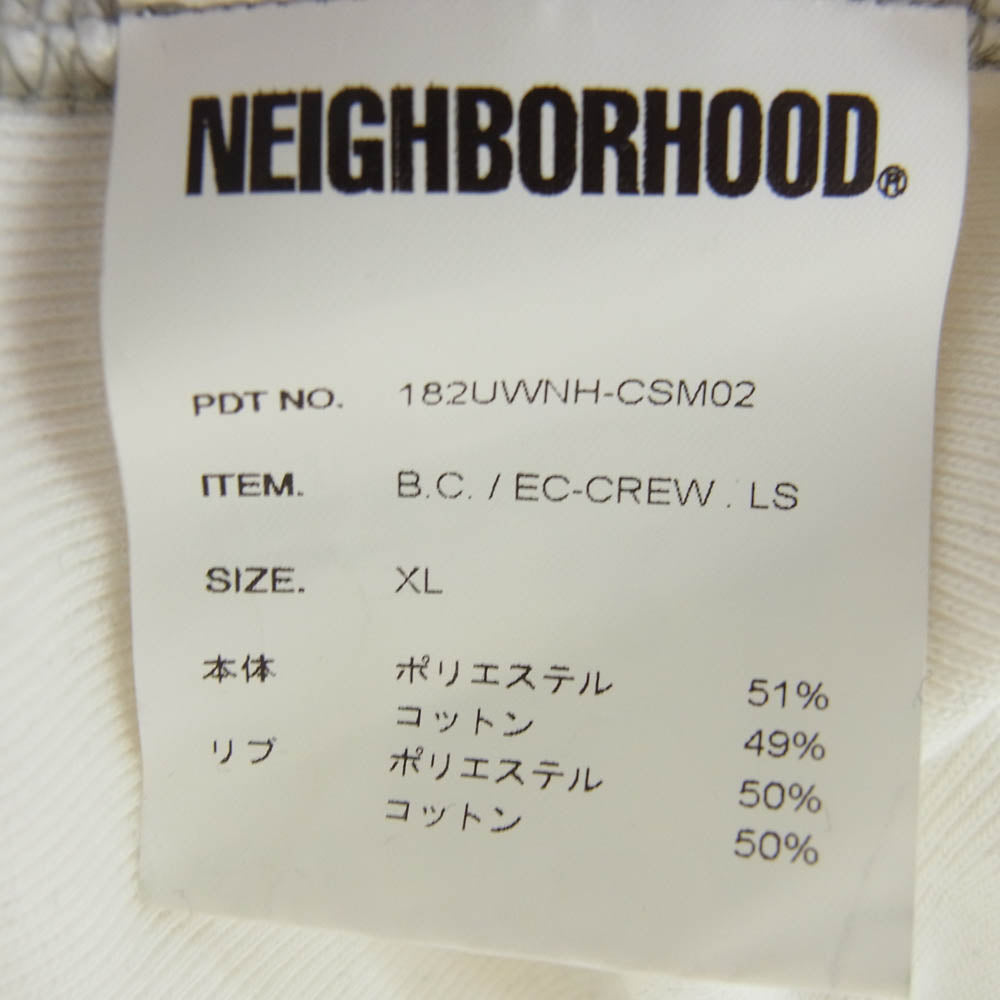 NEIGHBORHOOD®
PDT NO. 182UWNH-CSM02
ITEM. B.C. / EC-CREW . LS
SIZE. XL
本体 ポリエステル 51%
コットン 49%
リブ ポリエステル 50%
コットン 50%